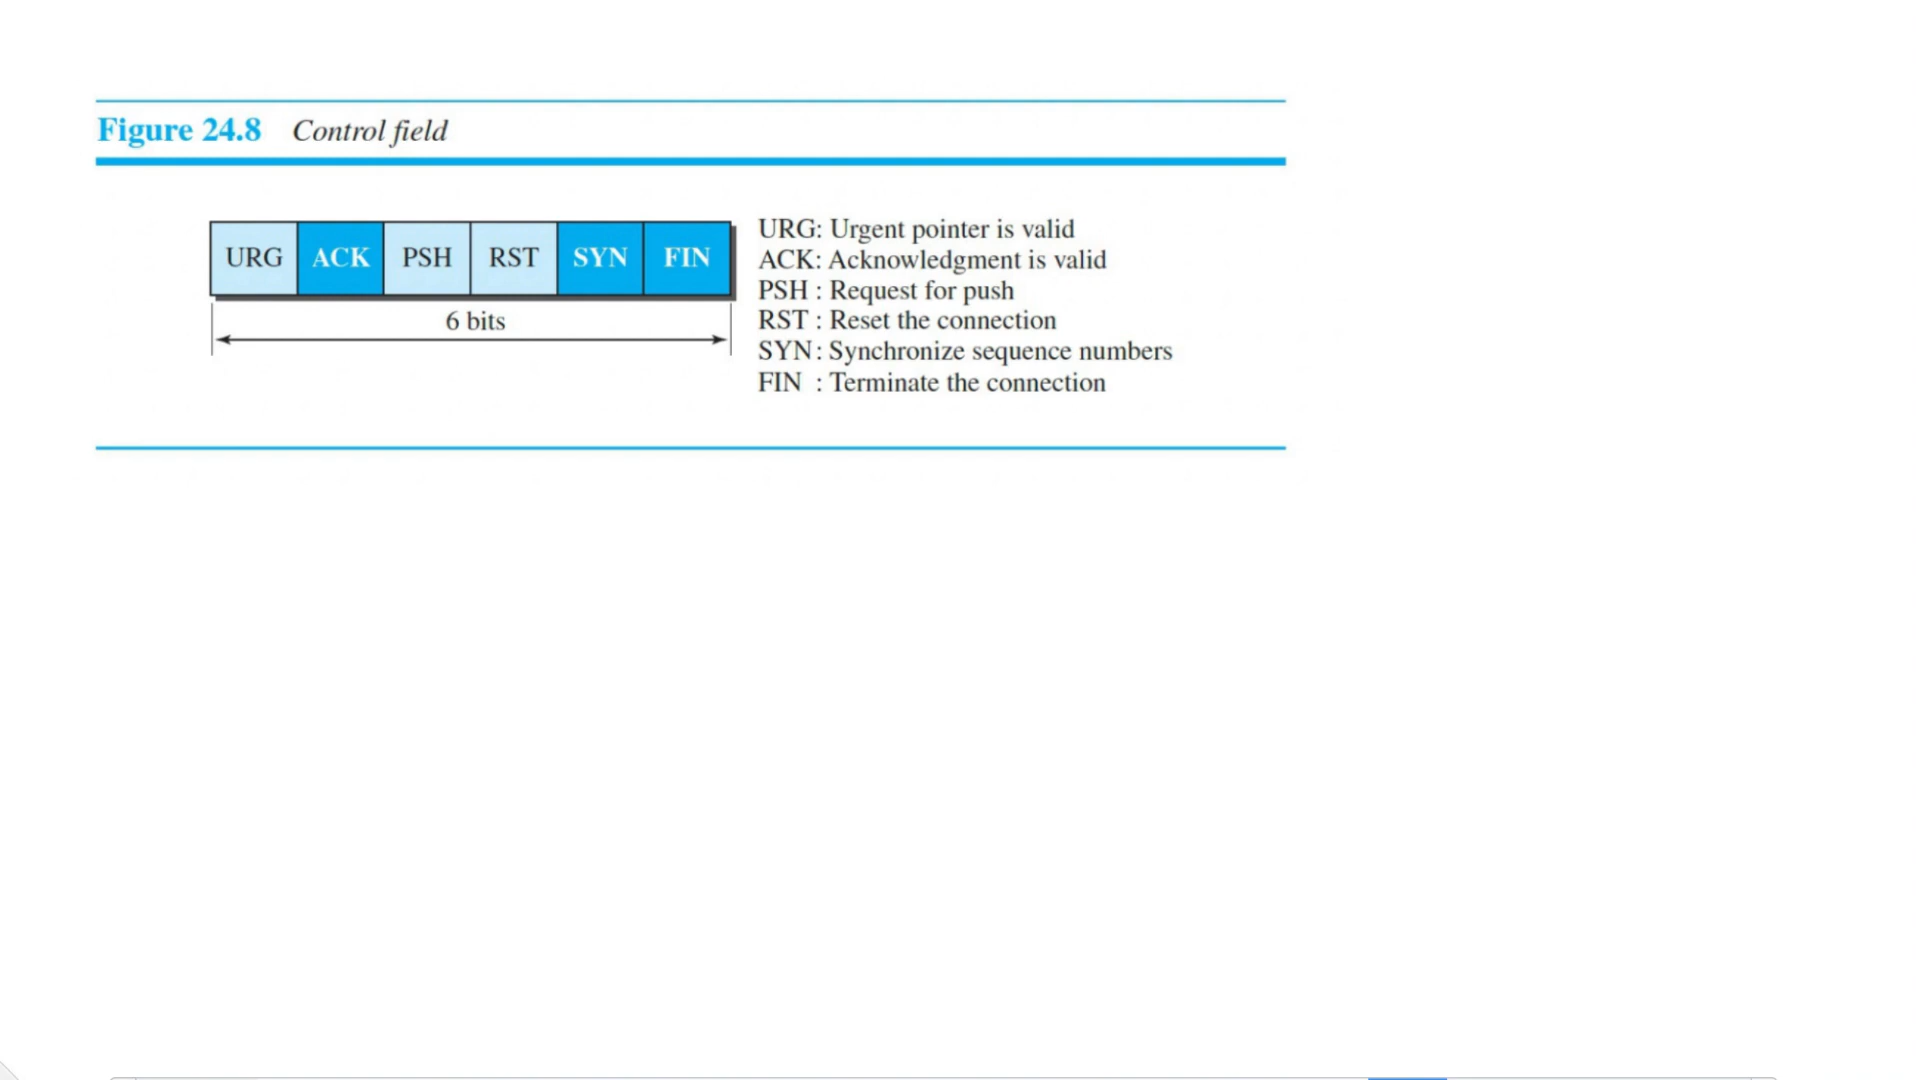 Figure 24.8 Control field
URG ACK PSH RST SYN FIN
6 bits
URG: Urgent pointer is valid
ACK: Acknowledgment is valid
PSH : Request for push
RST : Reset the connection
SYN: Synchronize sequence numbers
FIN : Terminate the connection